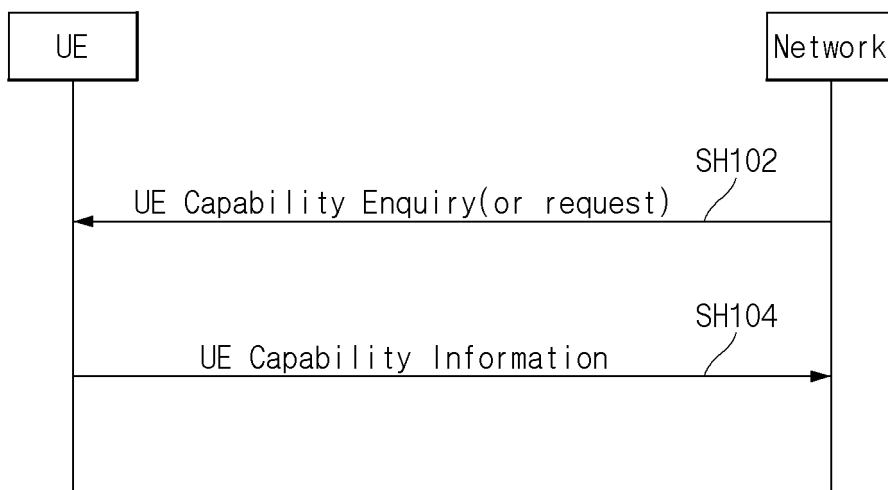 UE
Network
SH102
UE Capability Enquiry(or request)
SH104
UE Capability Information